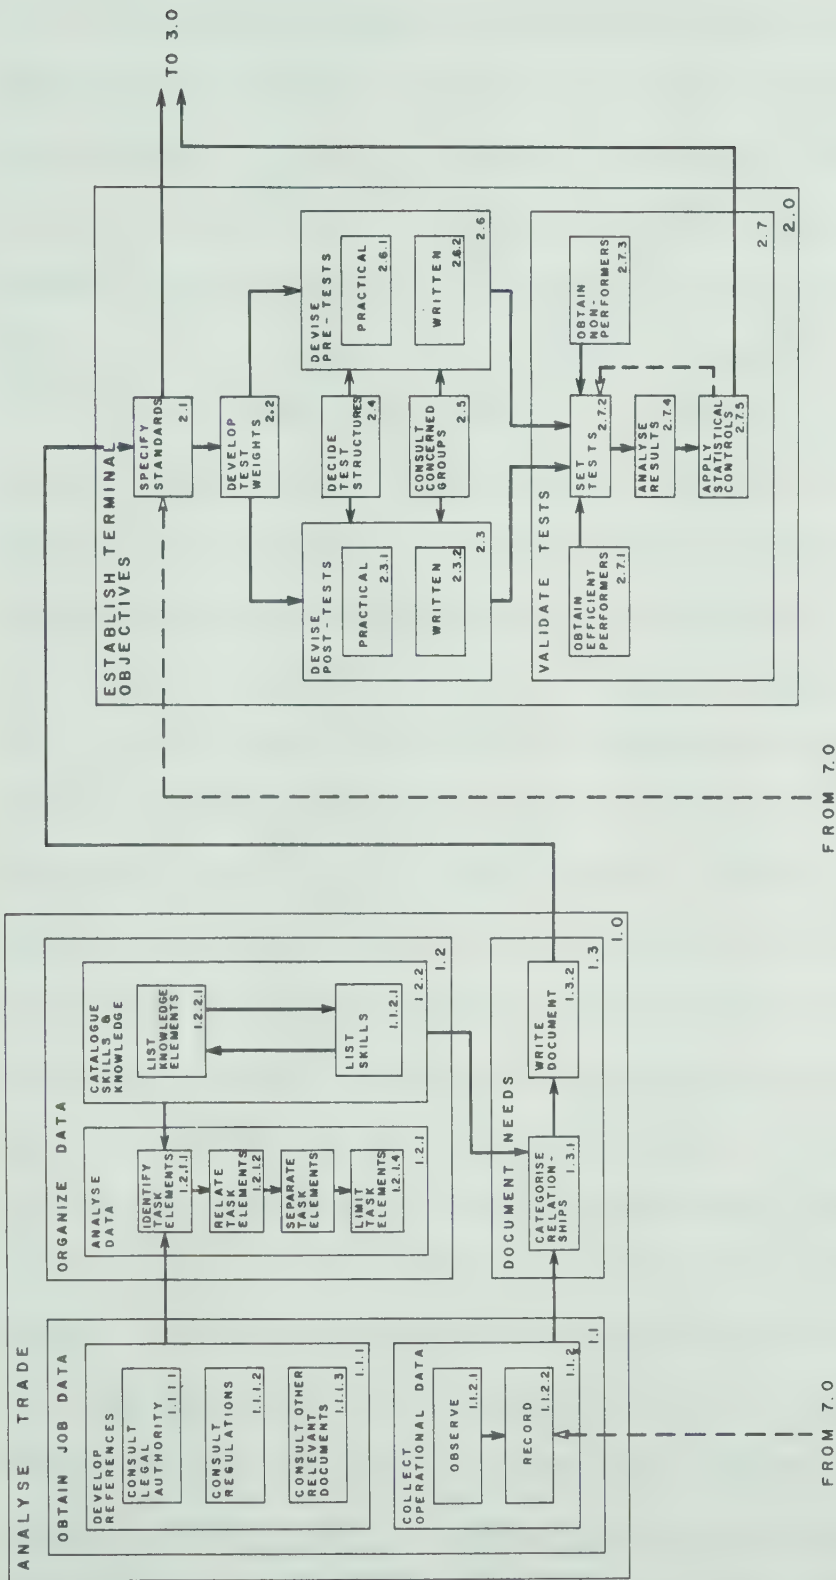 ANALYSE TRADE
OBTAIN JOB DATA
DEVELOP
REFERENCES
CONSULT
LEGAL
AUTHORITY
1.1.1.1
CONSULT
REGULATIONS
1.1.1.2
CONSULT OTHER
RELEVANT
DOCUMENTS
1.1.1.3
1.1.1
COLLECT
OPERATIONAL DATA
OBSERVE
1.1.2.1
RECORD
1.1.2.2
1.1.2
1.1
ORGANIZE DATA
ANALYSE
DATA
IDENTIFY
TASK
ELEMENTS
1.2.1.1
RELATE
TASK
ELEMENTS
1.2.1.2
SEPARATE
TASK
ELEMENTS
LIMIT
TASK
ELEMENTS
1.2.1.4
1.2.1
CATALOGUE
SKILLS &
KNOWLEDGE
LIST
KNOWLEDGE
ELEMENTS
1.2.2.1
LIST
SKILLS
1.1.2.1
1.2.2
1.2
DOCUMENT NEEDS
CATEGORISE
RELATION-
SHIPS
1.3.1
WRITE
DOCUMENT
1.3.2
1.3
1.0
FROM 7.0
ESTABLISH TERMINAL
OBJECTIVES
SPECIFY
STANDARDS
2.1
DEVELOP
TEST
WEIGHTS
2.2
DEVISE
POST-TESTS
PRACTICAL
2.3.1
WRITTEN
2.3.2
2.3
DECIDE
TEST
STRUCTURES
2.4
CONSULT
CONCERNED
GROUPS
2.5
DEVISE
PRE-TESTS
PRACTICAL
2.6.1
WRITTEN
2.6.2
2.6
VALIDATE TESTS
OBTAIN
EFFICIENT
PERFORMERS
2.7.1
SET
TESTS
2.7.2
OBTAIN
NON-
PERFORMERS
2.7.3
ANALYSE
RESULTS
2.7.4
APPLY
STATISTICAL
CONTROLS
2.7.5
2.7
2.0
TO 3.0
FROM 7.0